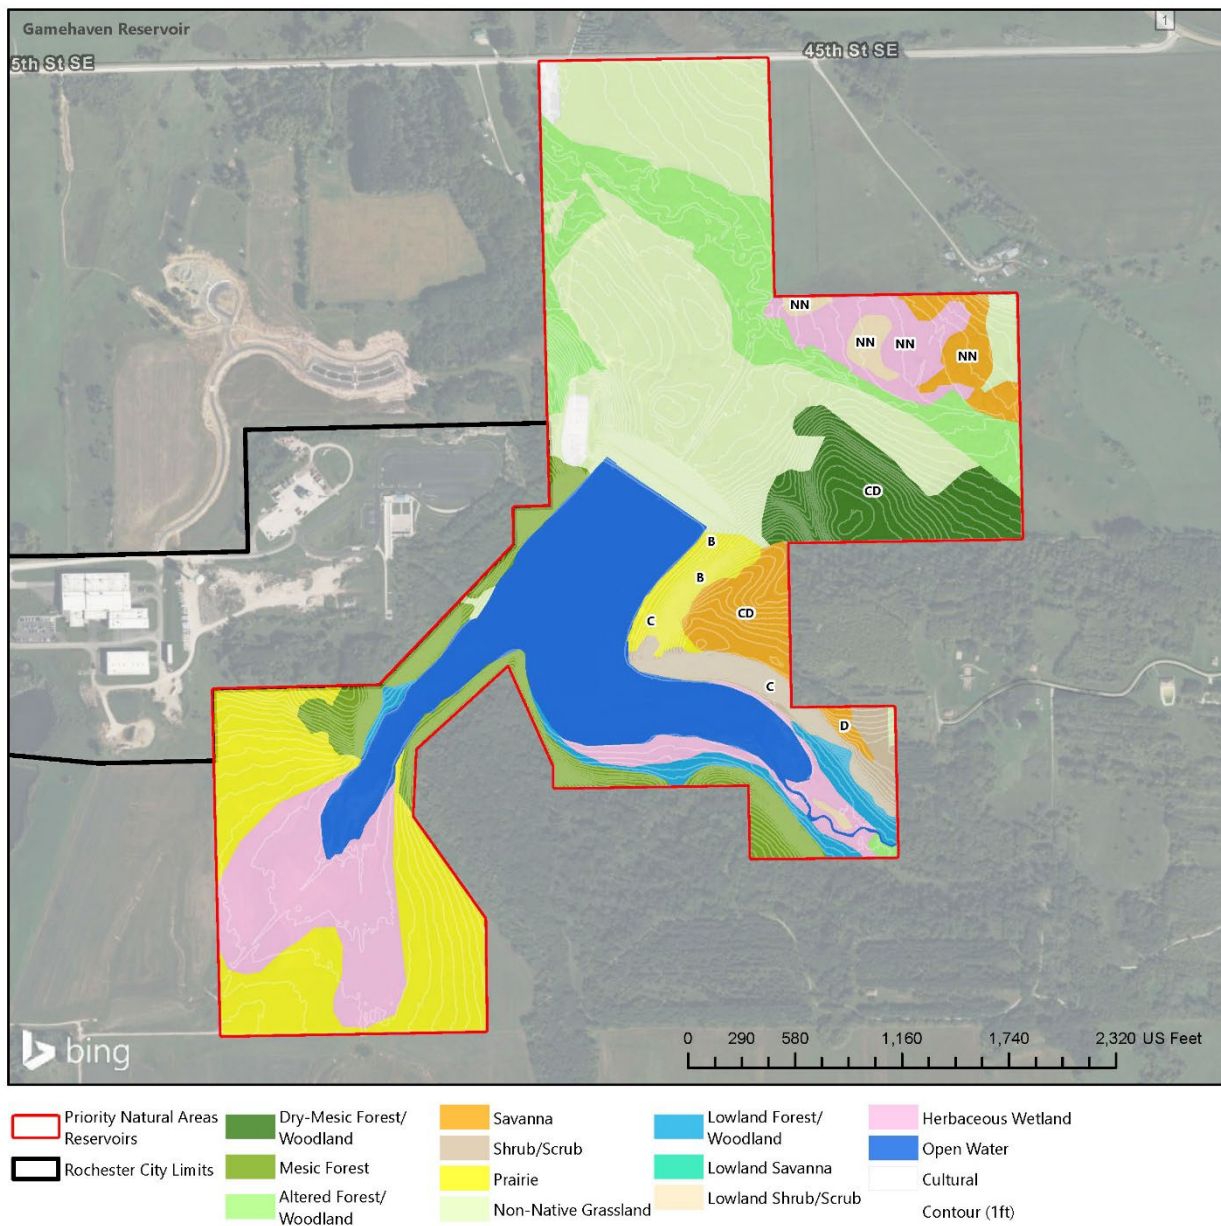 Gamehaven Reservoir
1
5th St SE
45th St SE
NN
NN
NN
NN
CD
B
B
C
CD
C
D
bing
0 290 580 1,160 1,740 2,320 US Feet
Priority Natural Areas
Reservoirs
Rochester City Limits
Dry-Mesic Forest/
Woodland
Mesic Forest
Altered Forest/
Woodland
Savanna
Shrub/Scrub
Prairie
Non-Native Grassland
Lowland Forest/
Woodland
Lowland Savanna
Lowland Shrub/Scrub
Herbaceous Wetland
Open Water
Cultural
Contour (1ft)